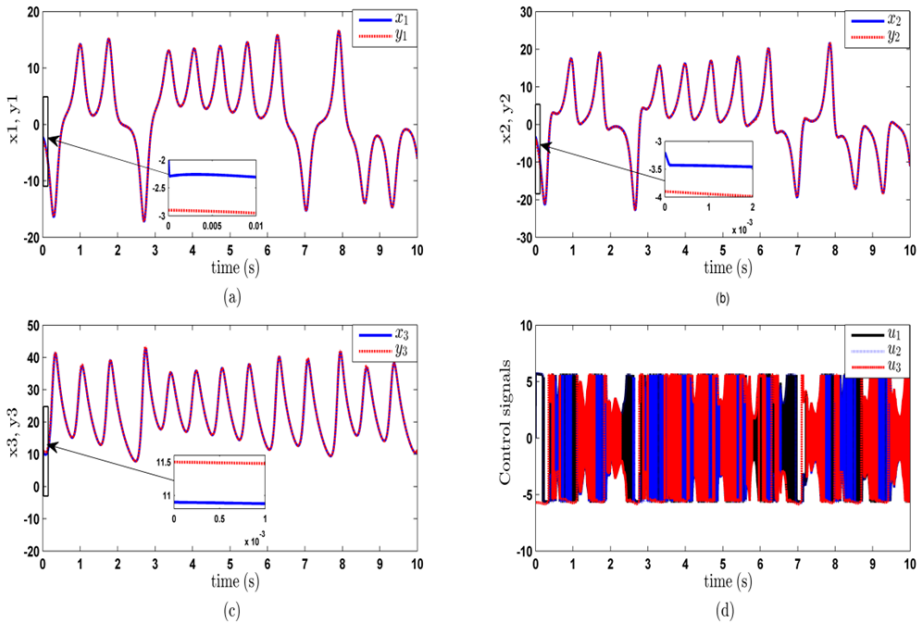 x₁
y₁
20
10
0
-10
-20
x1, y1
-2
-2.5
-3
0 0.005 0.01
0 1 2 3 4 5 6 7 8 9 10
time (s)
(a)
x₂
y₂
30
20
10
0
-10
-20
-30
x2, y2
-3
-3.5
-4
0 1 2
x 10⁻³
0 1 2 3 4 5 6 7 8 9 10
time (s)
(b)
x₃
y₃
50
40
30
20
10
0
-10
-20
x3, y3
11.5
11
0 0.5 1
x 10⁻³
0 1 2 3 4 5 6 7 8 9 10
time (s)
(c)
u₁
u₂
u₃
10
5
0
-5
-10
Control signals
0 1 2 3 4 5 6 7 8 9 10
time (s)
(d)